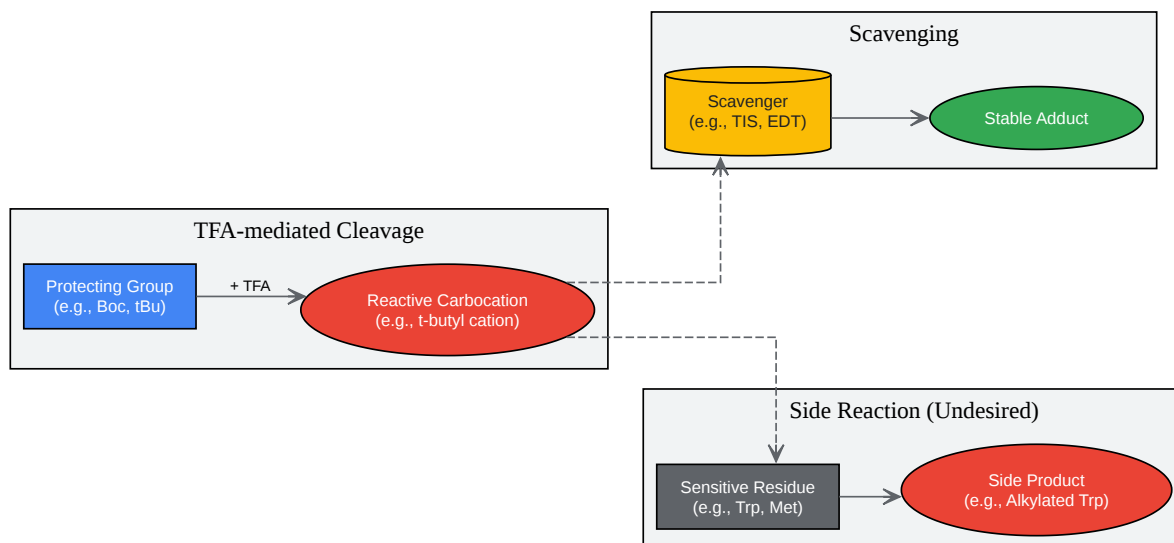 Scavenging
Scavenger
(e.g., TIS, EDT)
Stable Adduct
TFA-mediated Cleavage
Protecting Group
(e.g., Boc, tBu)
+ TFA
Reactive Carbocation
(e.g., t-butyl cation)
Side Reaction (Undesired)
Sensitive Residue
(e.g., Trp, Met)
Side Product
(e.g., Alkylated Trp)